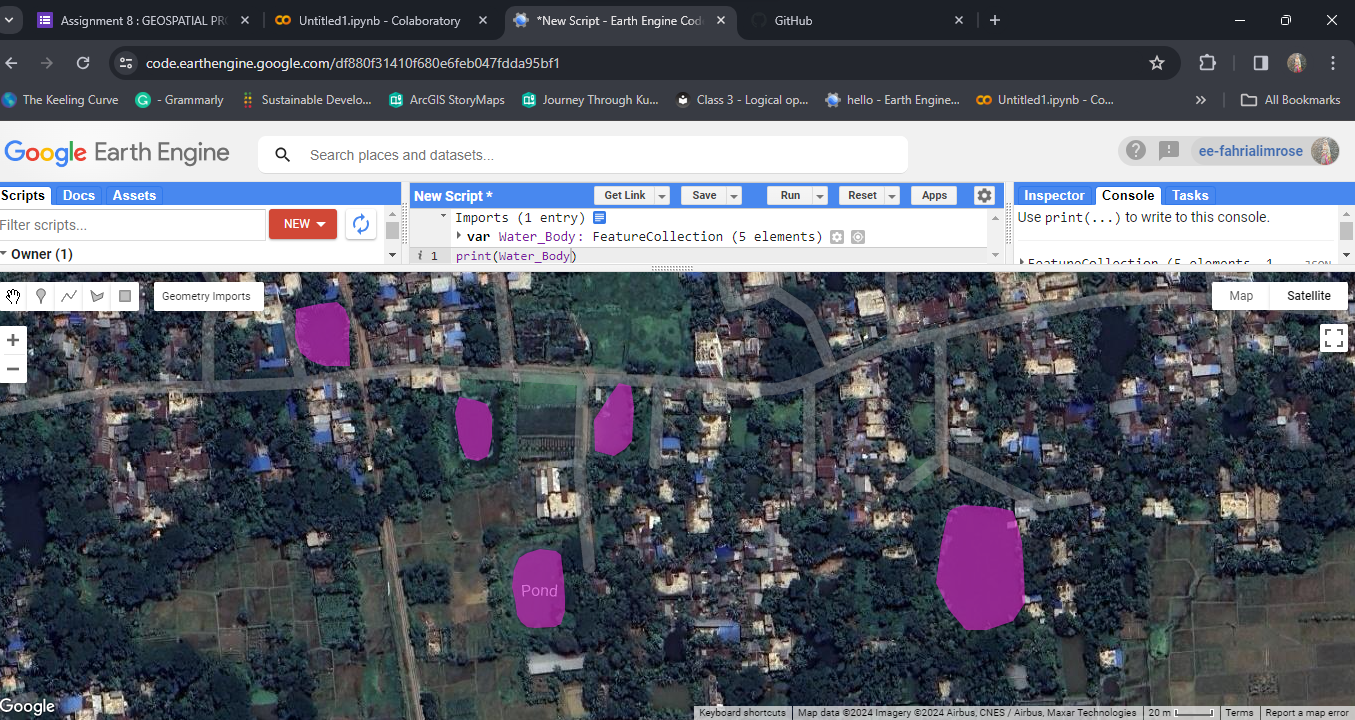 Assignment 8 : GEOSPATIAL PR
Untitled1.ipynb - Colaboratory
*New Script - Earth Engine Cod
GitHub
code.earthengine.google.com/df880f31410f680e6feb047fdda95bf1
The Keeling Curve
- Grammarly
Sustainable Develo...
ArcGIS StoryMaps
Journey Through Ku...
Class 3 - Logical op...
hello - Earth Engine...
Untitled1.ipynb - Co...
All Bookmarks
Google Earth Engine
Search places and datasets...
ee-fahrialimrose
Scripts Docs Assets
New Script *
Get Link Save Run Reset Apps
Inspector Console Tasks
Filter scripts...
NEW
Owner (1)
Imports (1 entry)
var Water_Body: FeatureCollection (5 elements)
i 1 print(Water_Body)
Use print(...) to write to this console.
FeatureCollection (5 elements, 1 JSON
Geometry Imports
Map Satellite
+
−
Pond
Google
Keyboard shortcuts Map data ©2024 Imagery ©2024 Airbus, CNES / Airbus, Maxar Technologies 20 m Terms Report a map error